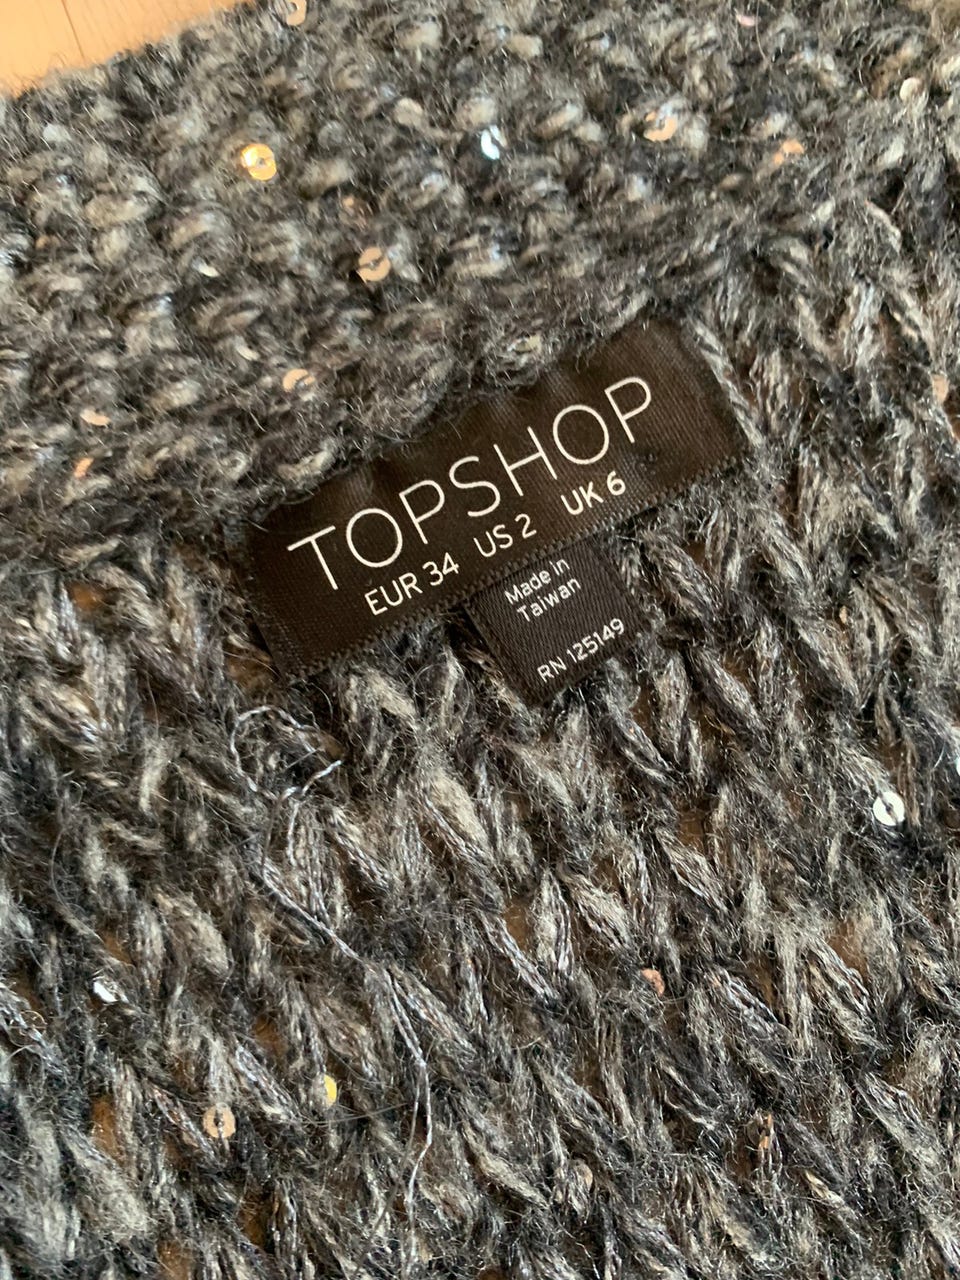 TOPSHOP
EUR 34 US 2 UK 6
Made in
Taiwan
RN 125149